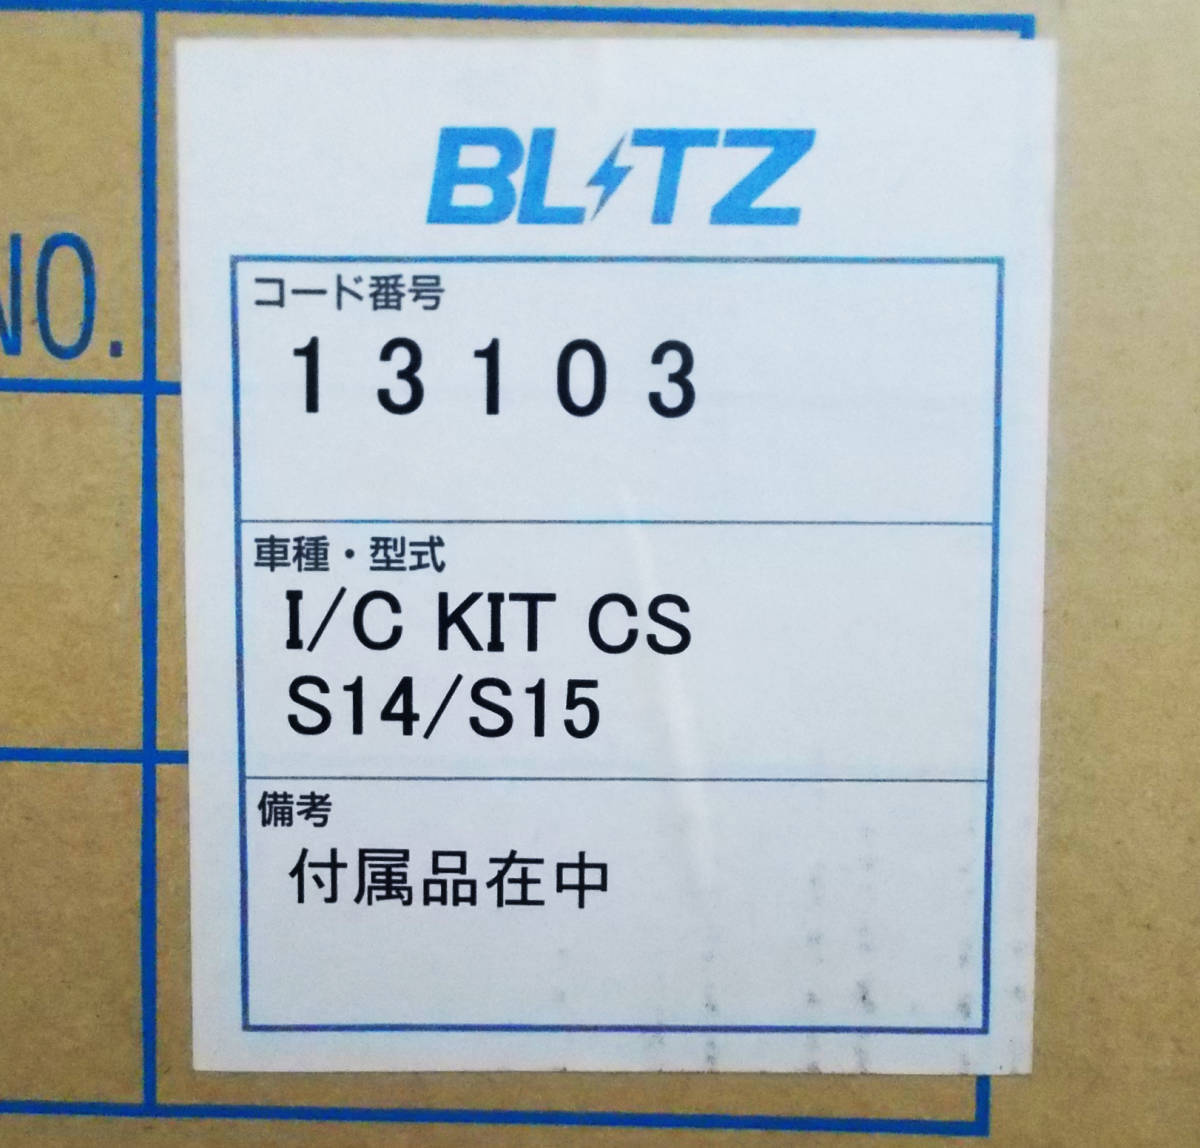 BLITZ
NO.
コード番号
13103
車種・型式
I/C KIT CS
S14/S15
備考
付属品在中